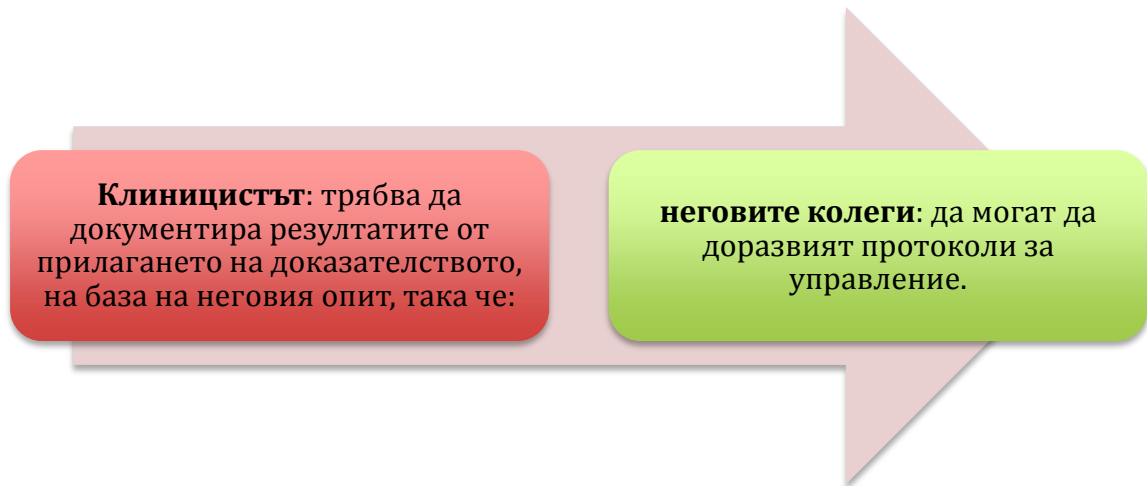 Клиницистът: трябва да
документира резултатите от
прилагането на доказателството,
на база на неговия опит, така че:
неговите колеги: да могат да
доразвият протоколи за
управление.